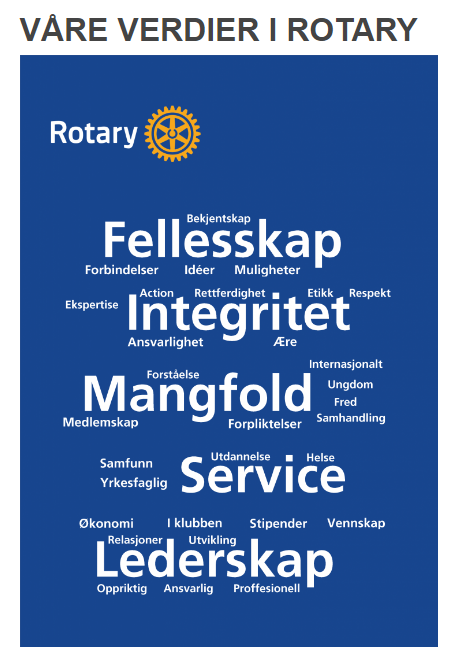 VÅRE VERDIER I ROTARY
Rotary
Bekjentskap
Fellesskap
Forbindelser Idéer Muligheter
Action Rettferdighet Etikk Respekt
Ekspertise
Integritet
Ansvarlighet Ære
Internasjonalt
Forståelse
Mangfold
Ungdom
Fred
Samhandling
Medlemskap Forpliktelser
Utdannelse Helse
Samfunn
Service
Yrkesfaglig
Økonomi I klubben Stipender Vennskap
Relasjoner Utvikling
Lederskap
Oppriktig Ansvarlig Proffesionell